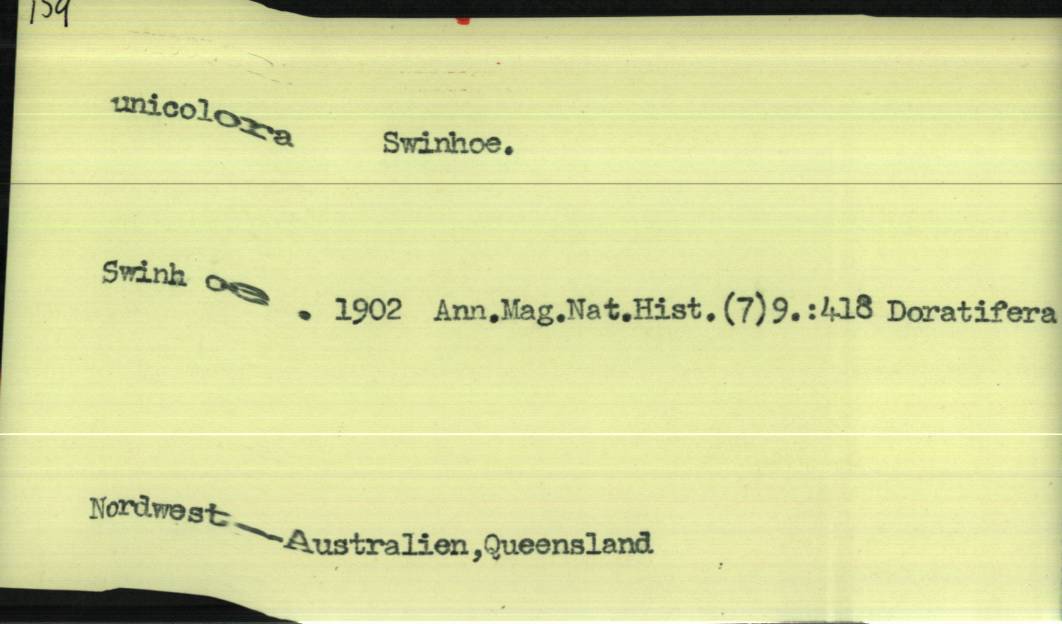 159
unicolora Swinhoe.
Swinhoe . 1902 Ann.Mag.Nat.Hist.(7)9.:418 Doratifera
Nordwest-Australien,Queensland